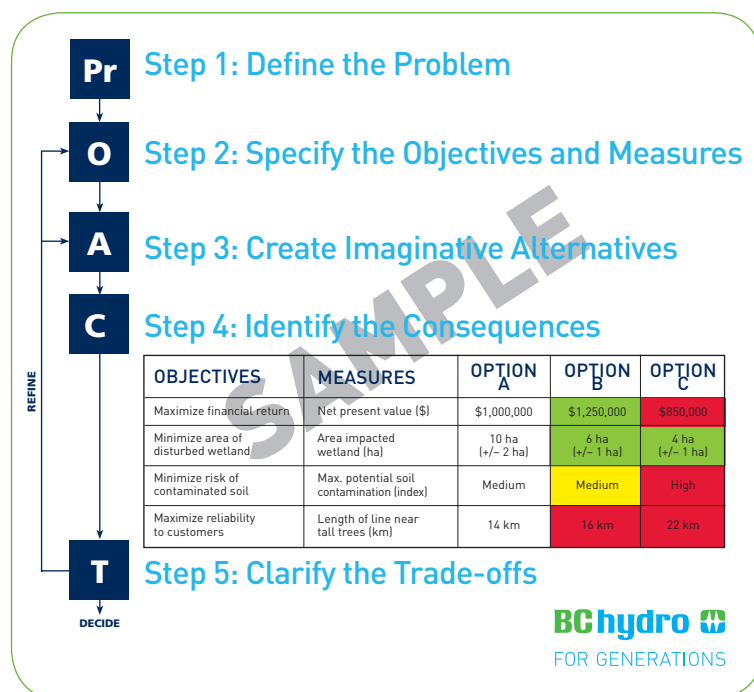 Pr
Step 1: Define the Problem
O
Step 2: Specify the Objectives and Measures
A
Step 3: Create Imaginative Alternatives
C
Step 4: Identify the Consequences
SAMPLE
REFINE
OBJECTIVES MEASURES OPTION A OPTION B OPTION C
Maximize financial return Net present value ($) $1,000,000 $1,250,000 $850,000
Minimize area of disturbed wetland Area impacted wetland (ha) 10 ha (+/– 2 ha) 6 ha (+/– 1 ha) 4 ha (+/– 1 ha)
Minimize risk of contaminated soil Max. potential soil contamination (index) Medium Medium High
Maximize reliability to customers Length of line near tall trees (km) 14 km 16 km 22 km
T
Step 5: Clarify the Trade-offs
DECIDE
BC hydro
FOR GENERATIONS